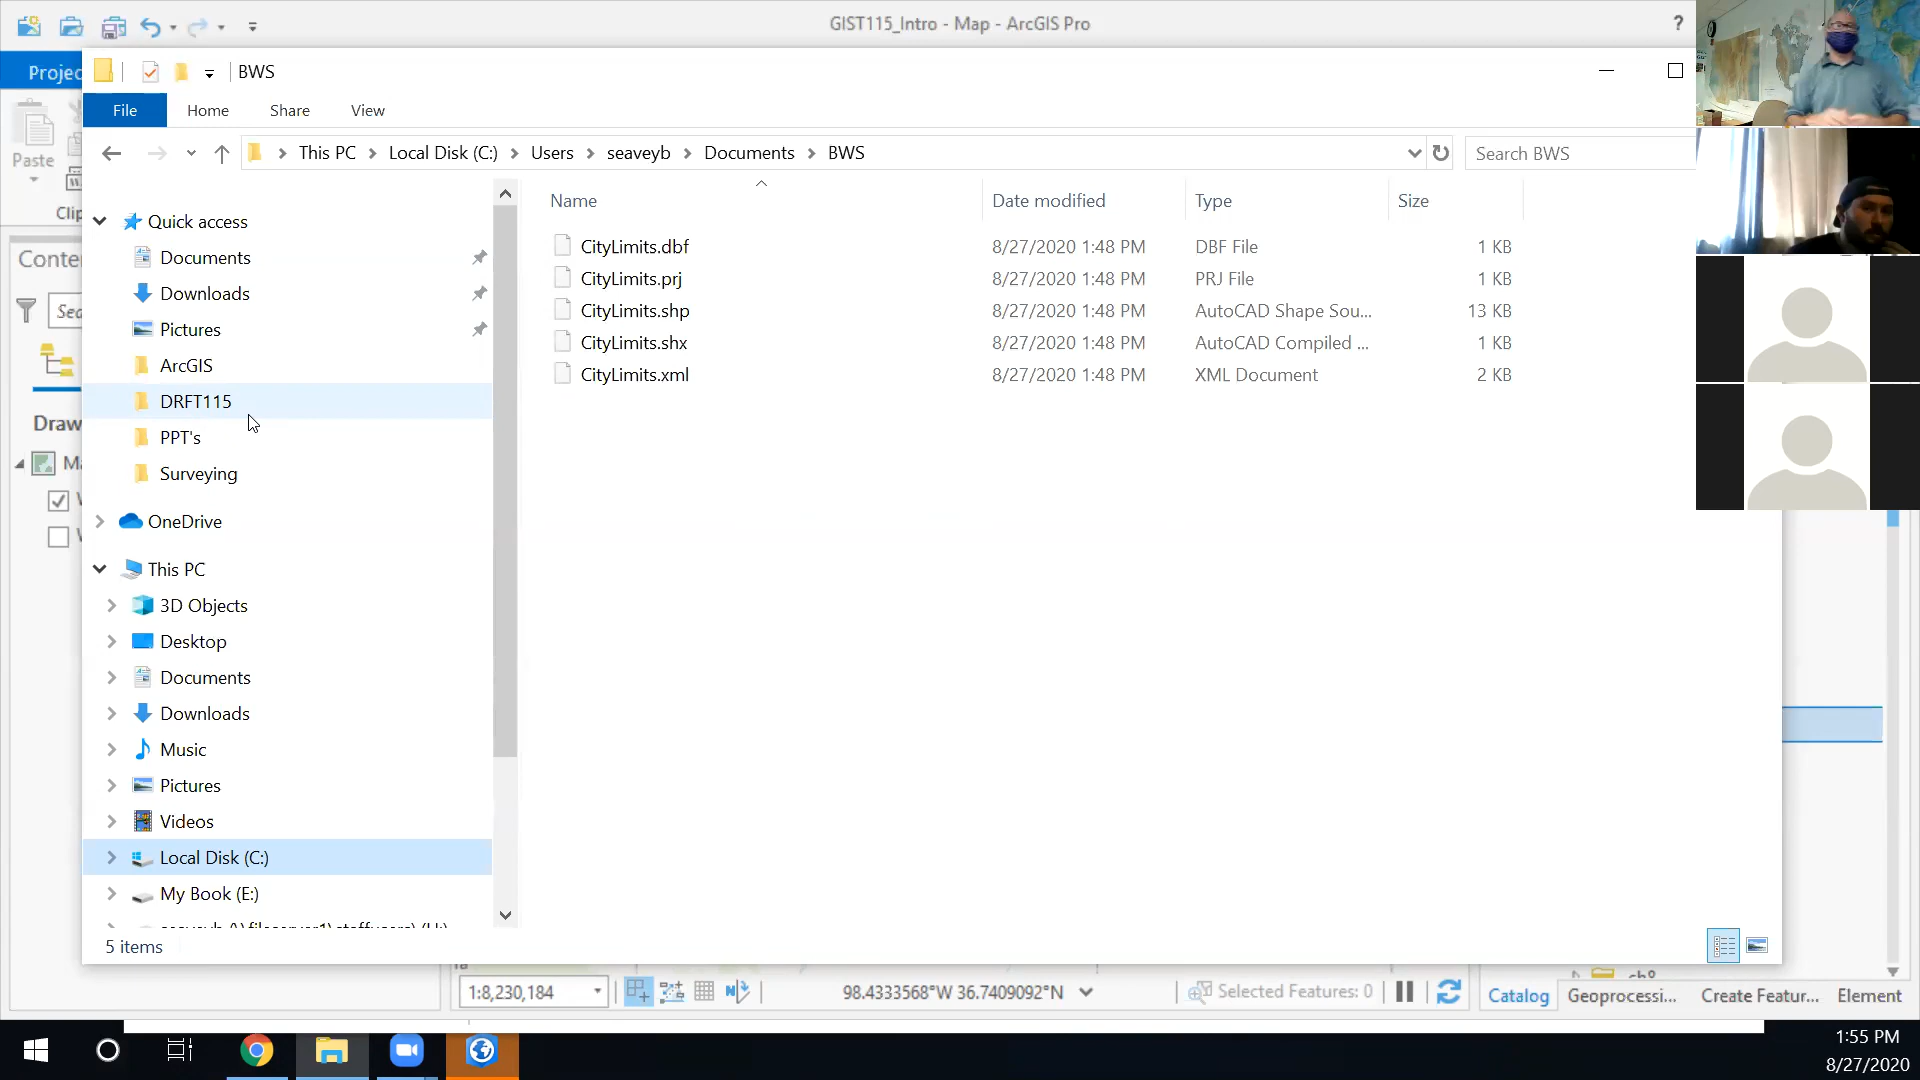 GIST115_Intro - Map - ArcGIS Pro
?
Projec
BWS
File
Home
Share
View
Paste
This PC
Local Disk (C:)
Users
seaveyb
Documents
BWS
Search BWS
Clip
Name
Date modified
Type
Size
Conte
Sea
Draw
Quick access
Documents
Downloads
Pictures
ArcGIS
DRFT115
PPT's
Surveying
OneDrive
This PC
3D Objects
Desktop
Documents
Downloads
Music
Pictures
Videos
Local Disk (C:)
My Book (E:)
CityLimits.dbf 8/27/2020 1:48 PM DBF File 1 KB
CityLimits.prj 8/27/2020 1:48 PM PRJ File 1 KB
CityLimits.shp 8/27/2020 1:48 PM AutoCAD Shape Sou... 13 KB
CityLimits.shx 8/27/2020 1:48 PM AutoCAD Compiled ... 1 KB
CityLimits.xml 8/27/2020 1:48 PM XML Document 2 KB
5 items
1:8,230,184
98.4333568°W 36.7409092°N
Selected Features: 0
Catalog
Geoprocessi...
Create Featur...
Element
1:55 PM
8/27/2020